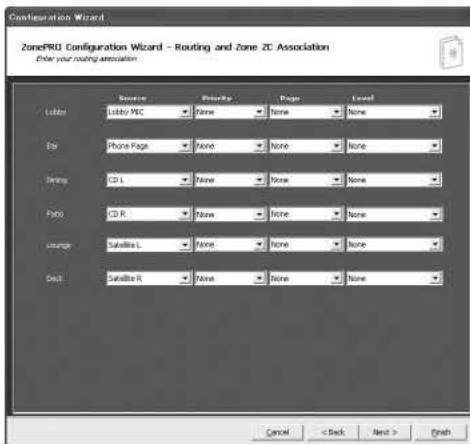 Configuration Wizard
ZonePRO Configuration Wizard - Routing and Zone ZC Association
Enter your routing association
Source Priority Page Level
Lobby Lobby MIC None None None
Bar Phone Page None None None
Dining CD L None None None
Patio CD R None None None
Lounge Satellite L None None None
Deck Satellite R None None None
Cancel < Back Next > Finish